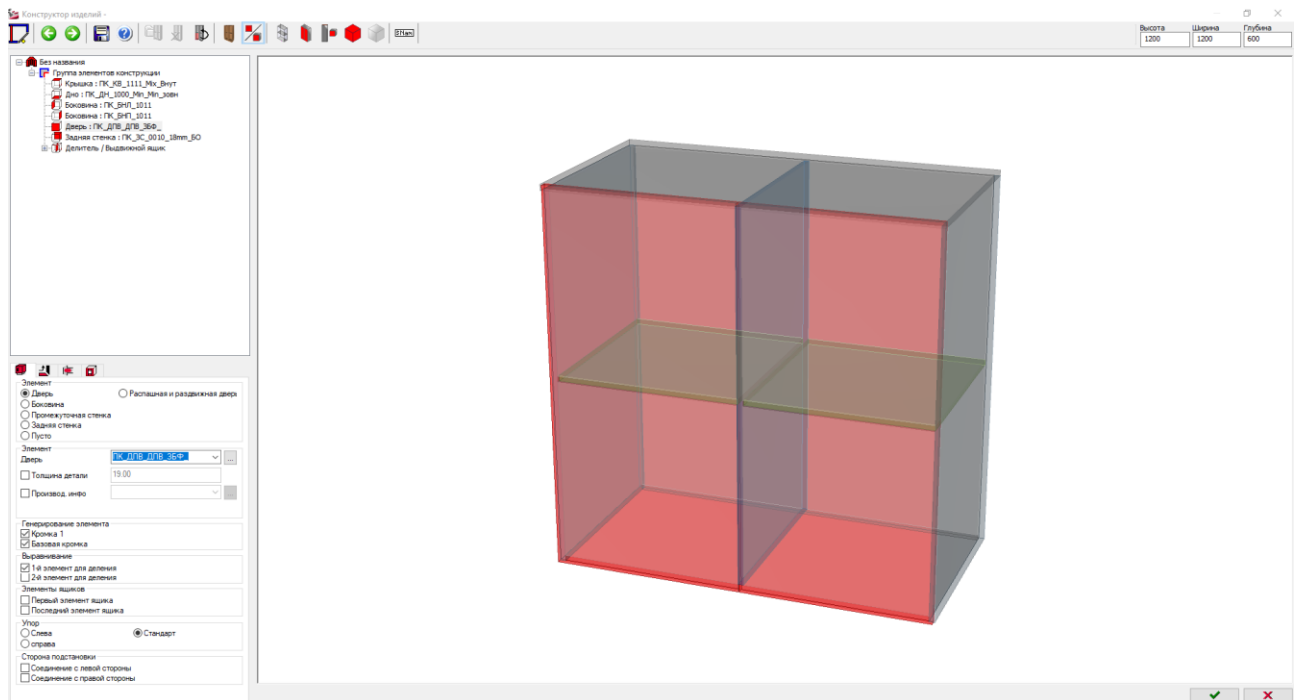 Конструктор изделий -
Высота Ширина Глубина
1200 1200 600
Без названия
Группа элементов конструкции
Крышка : ПК_КВ_1111_Mix_Внут
Дно : ПК_ДН_1000_Min_Min_зовн
Боковина : ПК_БНЛ_1011
Боковина : ПК_БНП_1011
Дверь : ПК_ДПВ_ДПВ_ЗБФ_
Задняя стенка : ПК_ЗС_0010_18mm_БО
Делитель / Выдвижной ящик
Элемент
Дверь Распашная и раздвижная двери
Боковина
Промежуточная стенка
Задняя стенка
Пусто
Элемент
Дверь ПК_ДПВ_ДПВ_ЗБФ_ ...
Толщина детали 19.00
Производ. инфо ...
Генерирование элемента
Кромка 1
Базовая кромка
Выравнивание
1-й элемент для деления
2-й элемент для деления
Элементы ящиков
Первый элемент ящика
Последний элемент ящика
Упор
Слева Стандарт
справа
Сторона подстановки
Соединение с левой стороны
Соединение с правой стороны